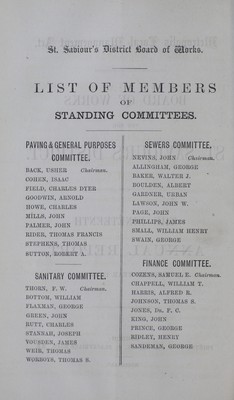 St. Saviour's District Board of Works.
LIST OF MEMBERS
OF
STANDING COMMITTEES.
PAVING & GENERAL PURPOSES
COMMITTEE.
BACK, USHER Chairman.
COHEN, ISAAC
FIELD, CHARLES DYER
GOODWIN, ARNOLD
HOWE, CHARLES
MILLS, JOHN
PALMER, JOHN
RIDER, THOMAS FRANCIS
STEPHENS, THOMAS
SUTTON, ROBERT A.
SANITARY COMMITTEE.
THORN, F. W. Chairman.
BOTTOM, WILLIAM
FLAXMAN, GEORGE
GREEN, JOHN
BUTT, CHARLES
STANNAH, JOSEPH
YOUSDEN, JAMES
WEIR, THOMAS
WORBOYS, THOMAS S.
SEWERS COMMITTEE.
NEVINS, JOHN Chairman.
ALLINGHAM, GEORGE
BAKER, WALTER J.
BOULDEN, ALBERT
GARDNER, URBAN
LAWSON, JOHN W.
PAGE, JOHN
PHILLIPS, JAMES
SMALL, WILLIAM HENRY
SWAIN, GEORGE
FINANCE COMMITTEE.
COZENS, SAMUEL E. Chairman.
CHAPPELL, WILLIAM T.
HARRIS, ALFRED R.
JOHNSON, THOMAS S.
JONES, DR. F. C.
KING, JOHN
PRINCE, GEORGE
RIDLEY, HENRY
SANDEMAN, GEORGE